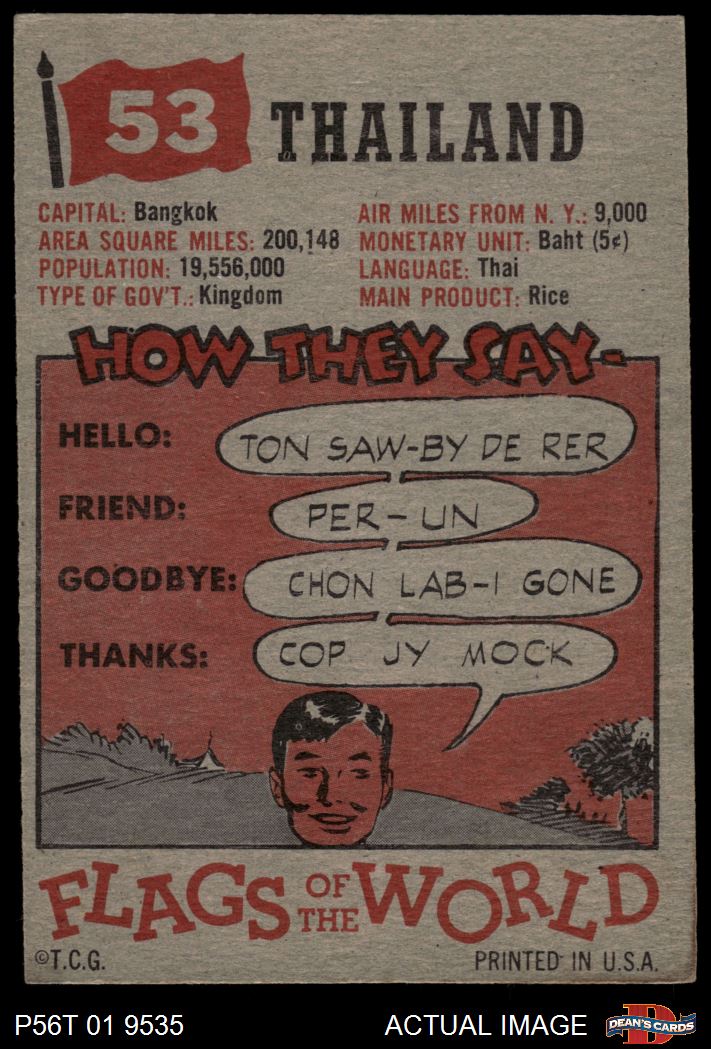 53 THAILAND
CAPITAL: Bangkok
AREA SQUARE MILES: 200,148
POPULATION: 19,556,000
TYPE OF GOV'T.: Kingdom
AIR MILES FROM N. Y.: 9,000
MONETARY UNIT: Baht (5¢)
LANGUAGE: Thai
MAIN PRODUCT: Rice
HOW THEY SAY-
HELLO: TON SAW-BY DE RER
FRIEND: PER-UN
GOODBYE: CHON LAB-I GONE
THANKS: COP JY MOCK
FLAGS OF THE WORLD
©T.C.G. PRINTED IN U.S.A.
P56T 01 9535 ACTUAL IMAGE D DEAN'S CARDS